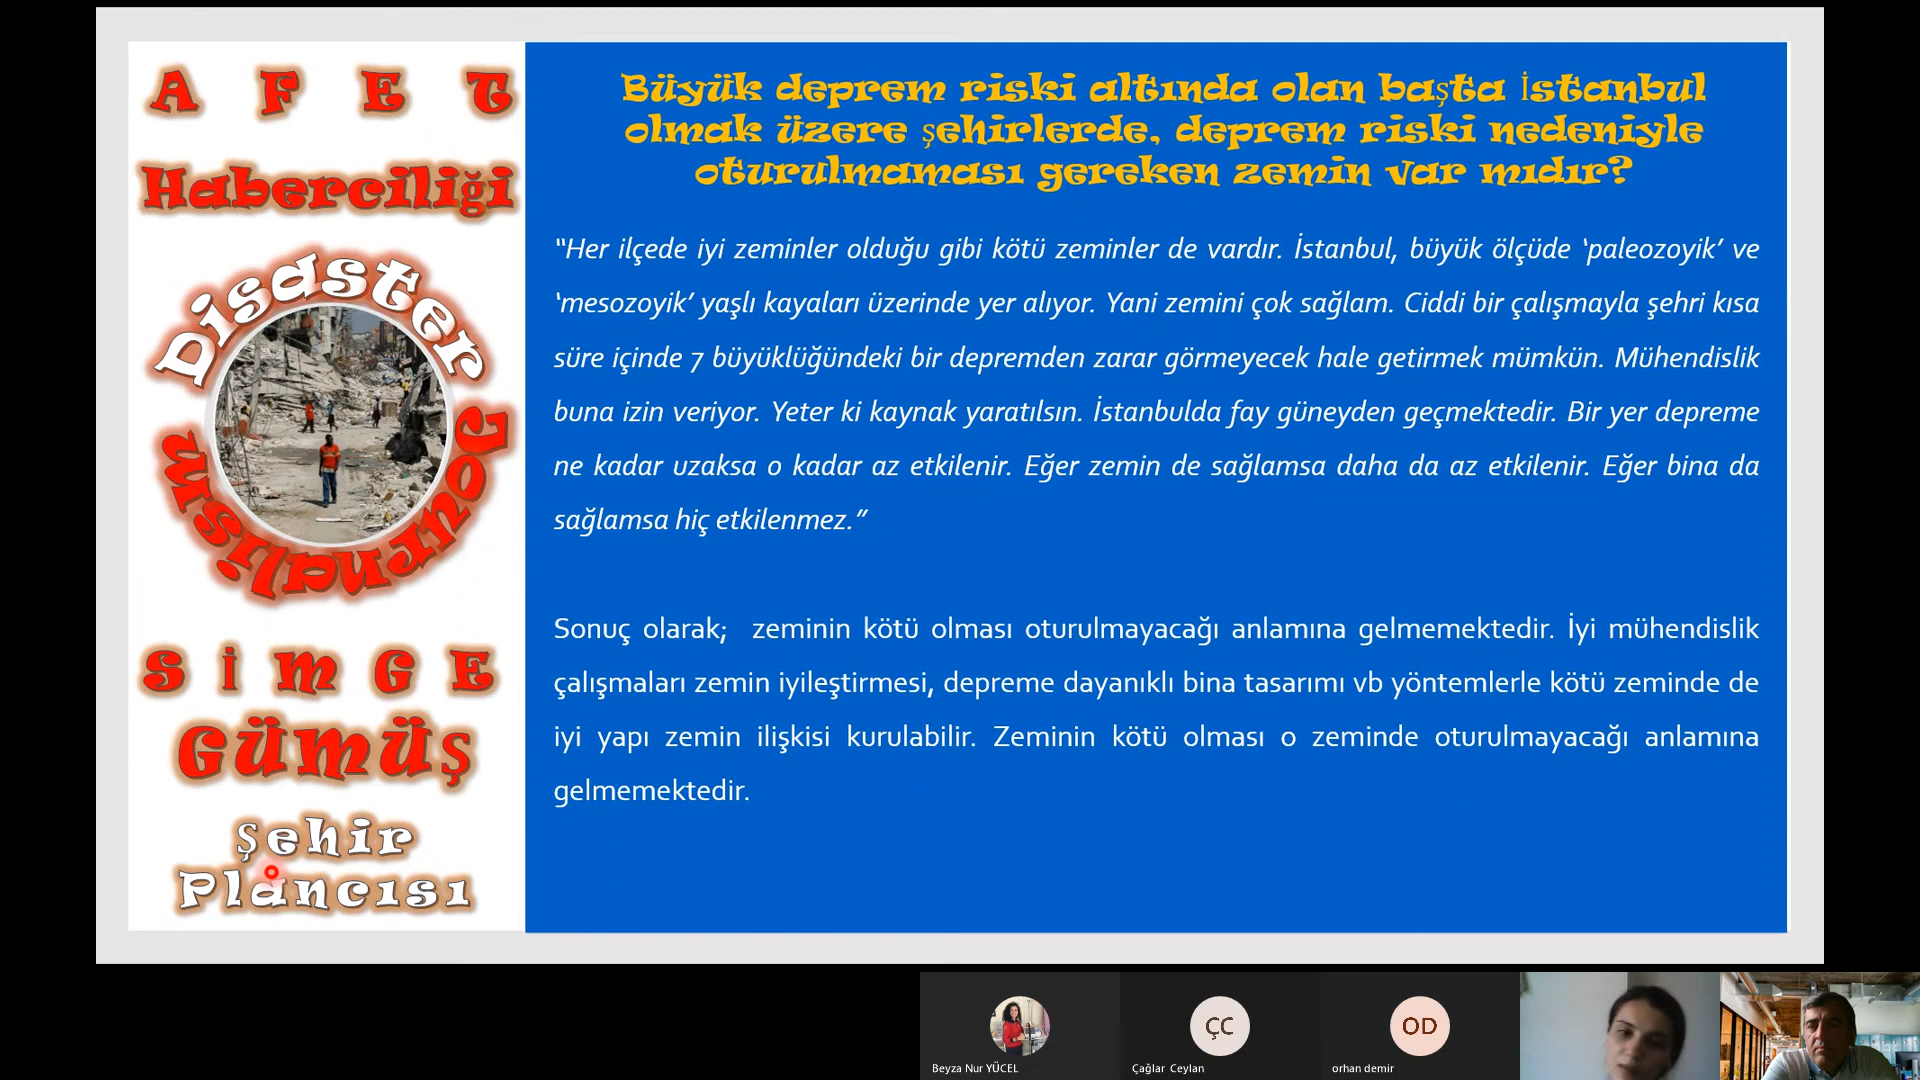 A F E T
Haberciliği
Disaster Journalism
S İ M G E
GÜMÜŞ
Şehir
Plancısı
Büyük deprem riski altında olan başta İstanbul
olmak üzere şehirlerde, deprem riski nedeniyle
oturulmaması gereken zemin var mıdır?
“Her ilçede iyi zeminler olduğu gibi kötü zeminler de vardır. İstanbul, büyük ölçüde ‘paleozoyik’ ve
‘mesozoyik’ yaşlı kayaları üzerinde yer alıyor. Yani zemini çok sağlam. Ciddi bir çalışmayla şehri kısa
süre içinde 7 büyüklüğündeki bir depremden zarar görmeyecek hale getirmek mümkün. Mühendislik
buna izin veriyor. Yeter ki kaynak yaratılsın. İstanbulda fay güneyden geçmektedir. Bir yer depreme
ne kadar uzaksa o kadar az etkilenir. Eğer zemin de sağlamsa daha da az etkilenir. Eğer bina da
sağlamsa hiç etkilenmez.”
Sonuç olarak; zeminin kötü olması oturulmayacağı anlamına gelmemektedir. İyi mühendislik
çalışmaları zemin iyileştirmesi, depreme dayanıklı bina tasarımı vb yöntemlerle kötü zeminde de
iyi yapı zemin ilişkisi kurulabilir. Zeminin kötü olması o zeminde oturulmayacağı anlamına
gelmemektedir.
ÇC
OD
Beyza Nur YÜCEL
Çağlar Ceylan
orhan demir